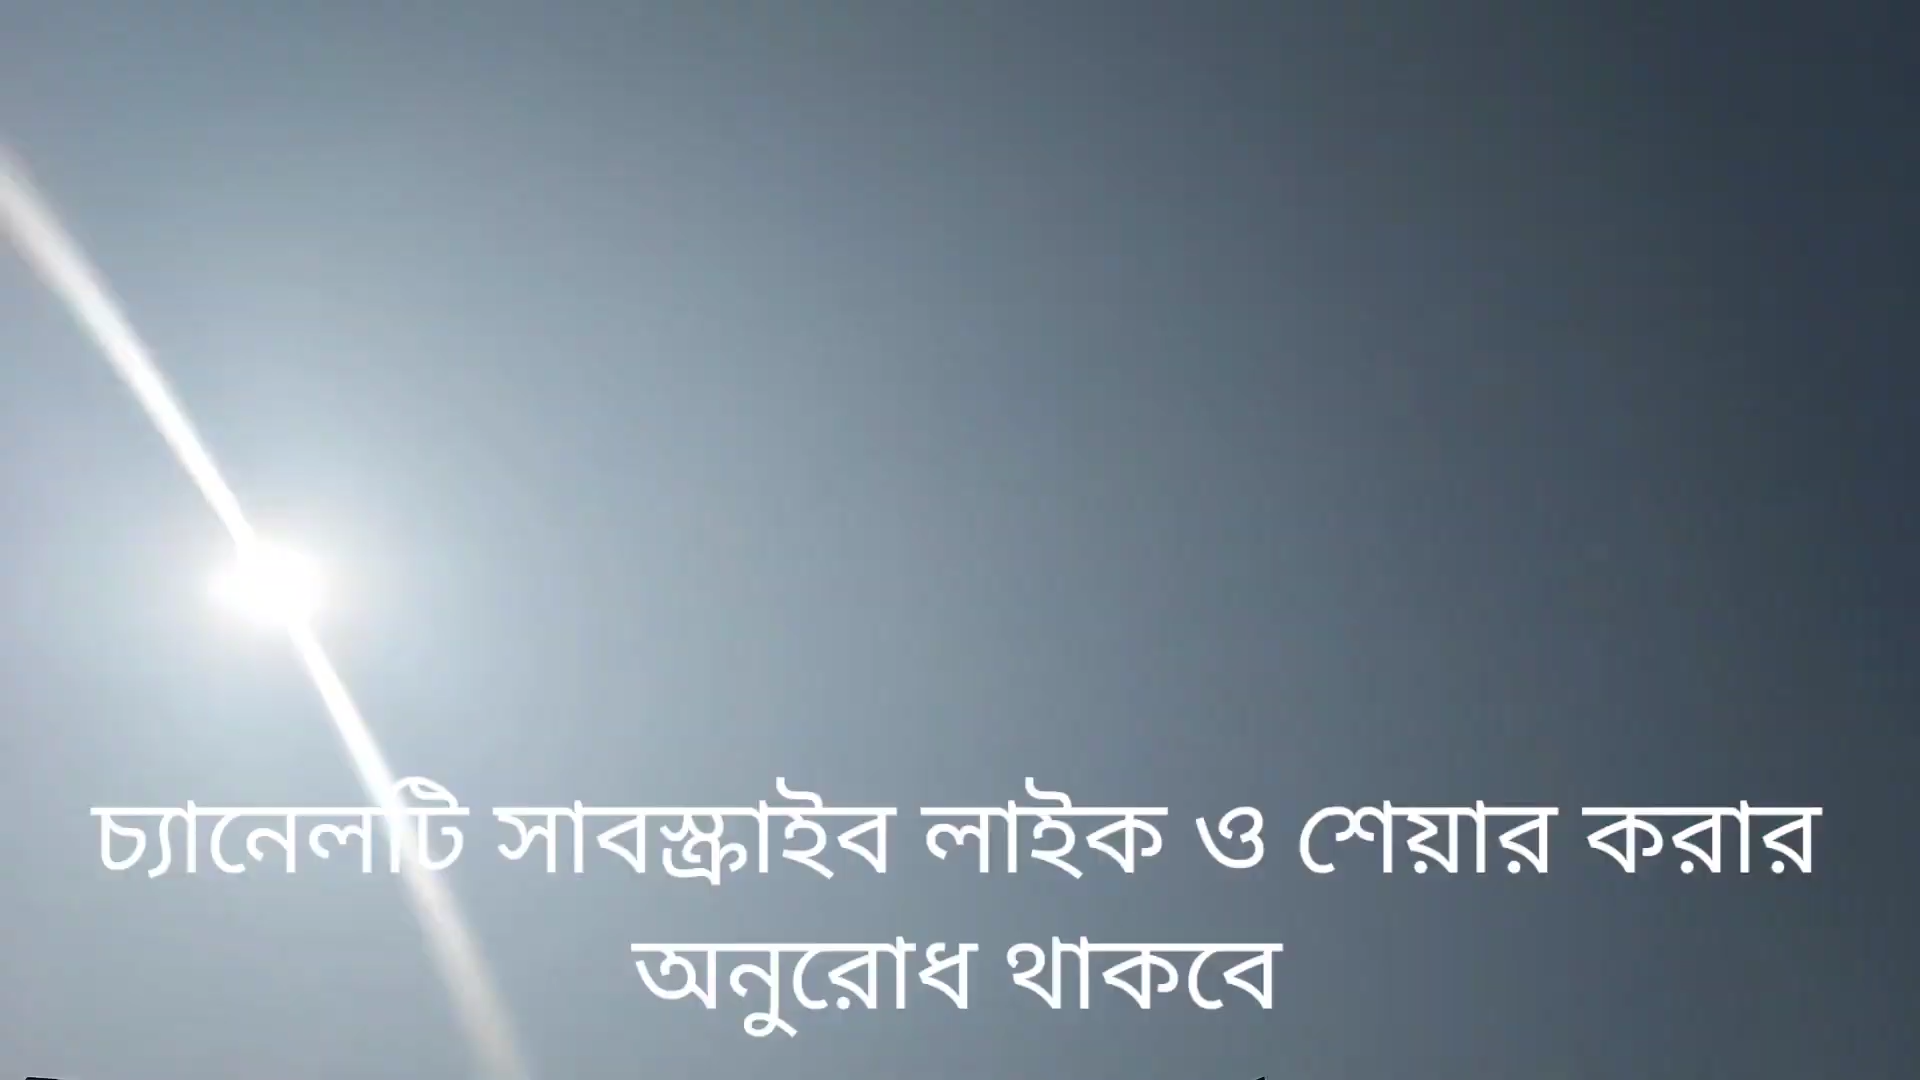 চ্যানেলটি সাবস্ক্রাইব লাইক ও শেয়ার করার
অনুরোধ থাকবে